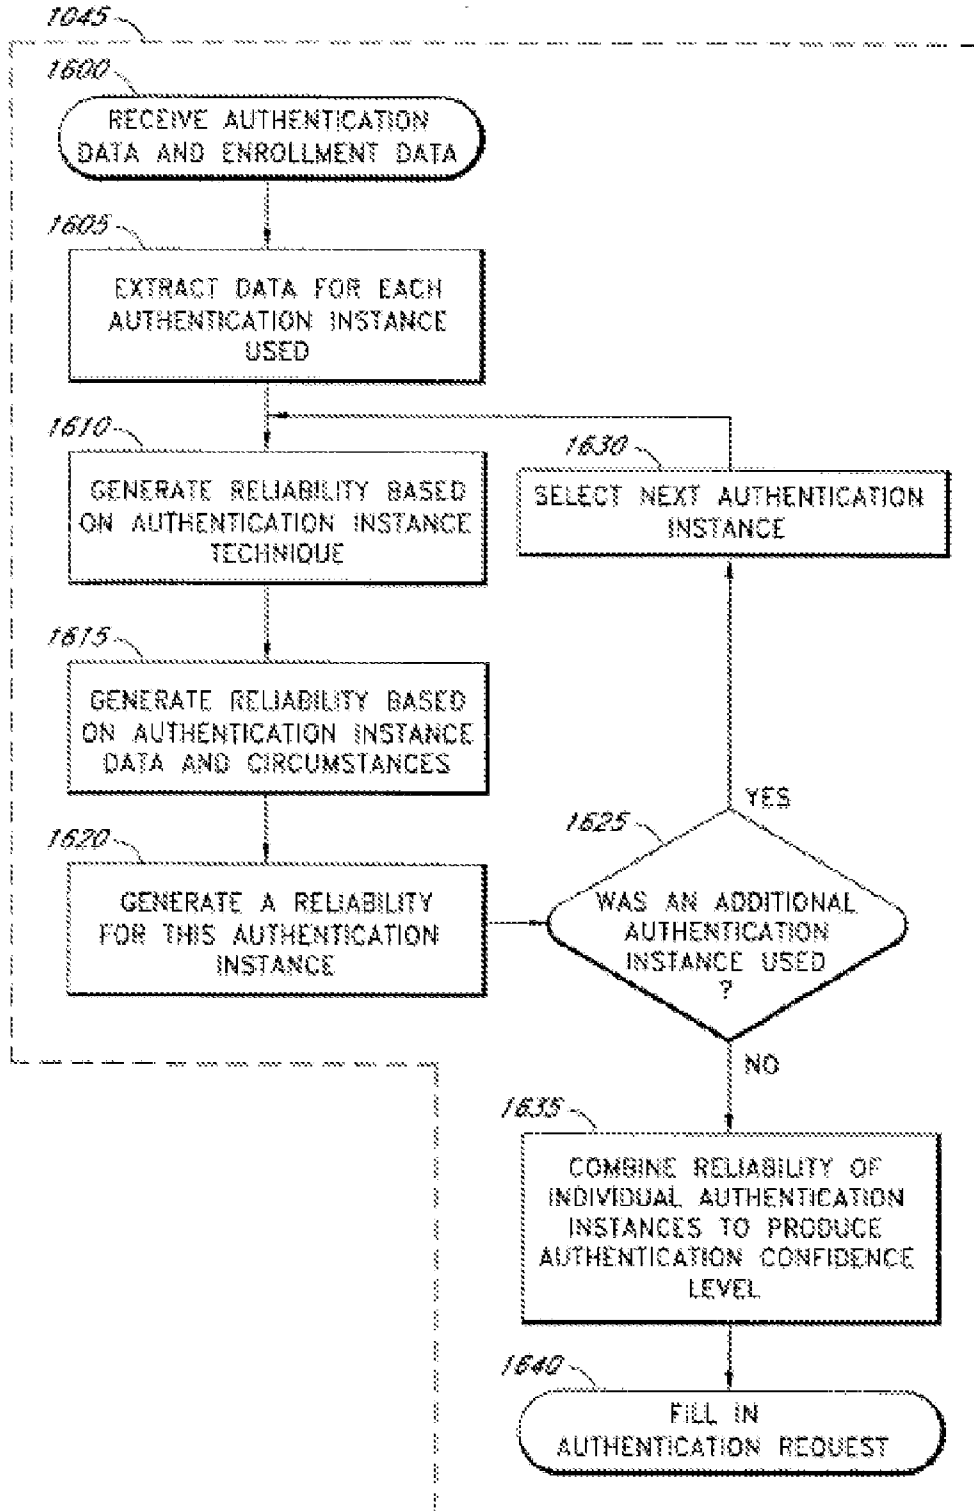 1045
1600
RECEIVE AUTHENTICATION
DATA AND ENROLLMENT DATA
1605
EXTRACT DATA FOR EACH
AUTHENTICATION INSTANCE
USED
1610
GENERATE RELIABILITY BASED
ON AUTHENTICATION INSTANCE
TECHNIQUE
1630
SELECT NEXT AUTHENTICATION
INSTANCE
1615
GENERATE RELIABILITY BASED
ON AUTHENTICATION INSTANCE
DATA AND CIRCUMSTANCES
1620
GENERATE A RELIABILITY
FOR THIS AUTHENTICATION
INSTANCE
YES
1625
WAS AN ADDITIONAL
AUTHENTICATION
INSTANCE USED
?
NO
1635
COMBINE RELIABILITY OF
INDIVIDUAL AUTHENTICATION
INSTANCES TO PRODUCE
AUTHENTICATION CONFIDENCE
LEVEL
1640
FILL IN
AUTHENTICATION REQUEST